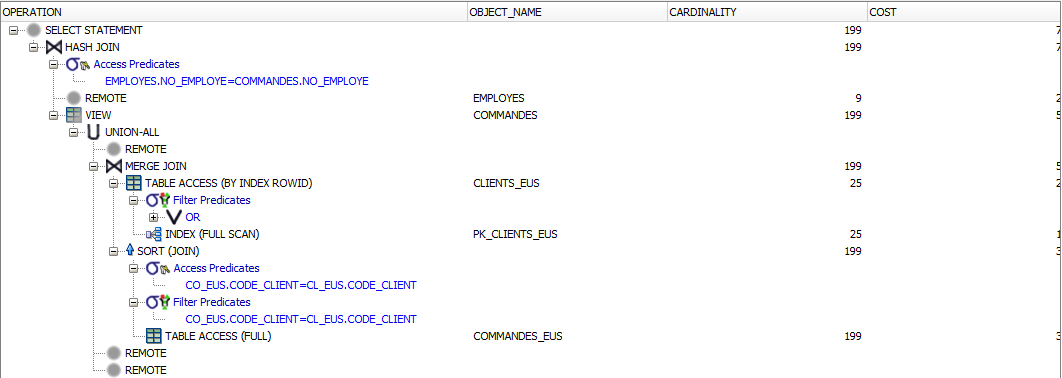 OPERATION OBJECT_NAME CARDINALITY COST
SELECT STATEMENT 199 7
HASH JOIN 199 7
Access Predicates
EMPLOYES.NO_EMPLOYE=COMMANDES.NO_EMPLOYE
REMOTE EMPLOYES 9 2
VIEW COMMANDES 199 5
UNION-ALL
REMOTE
MERGE JOIN 199 5
TABLE ACCESS (BY INDEX ROWID) CLIENTS_EUS 25 2
Filter Predicates
OR
INDEX (FULL SCAN) PK_CLIENTS_EUS 25 1
SORT (JOIN) 199 3
Access Predicates
CO_EUS.CODE_CLIENT=CL_EUS.CODE_CLIENT
Filter Predicates
CO_EUS.CODE_CLIENT=CL_EUS.CODE_CLIENT
TABLE ACCESS (FULL) COMMANDES_EUS 199 3
REMOTE
REMOTE